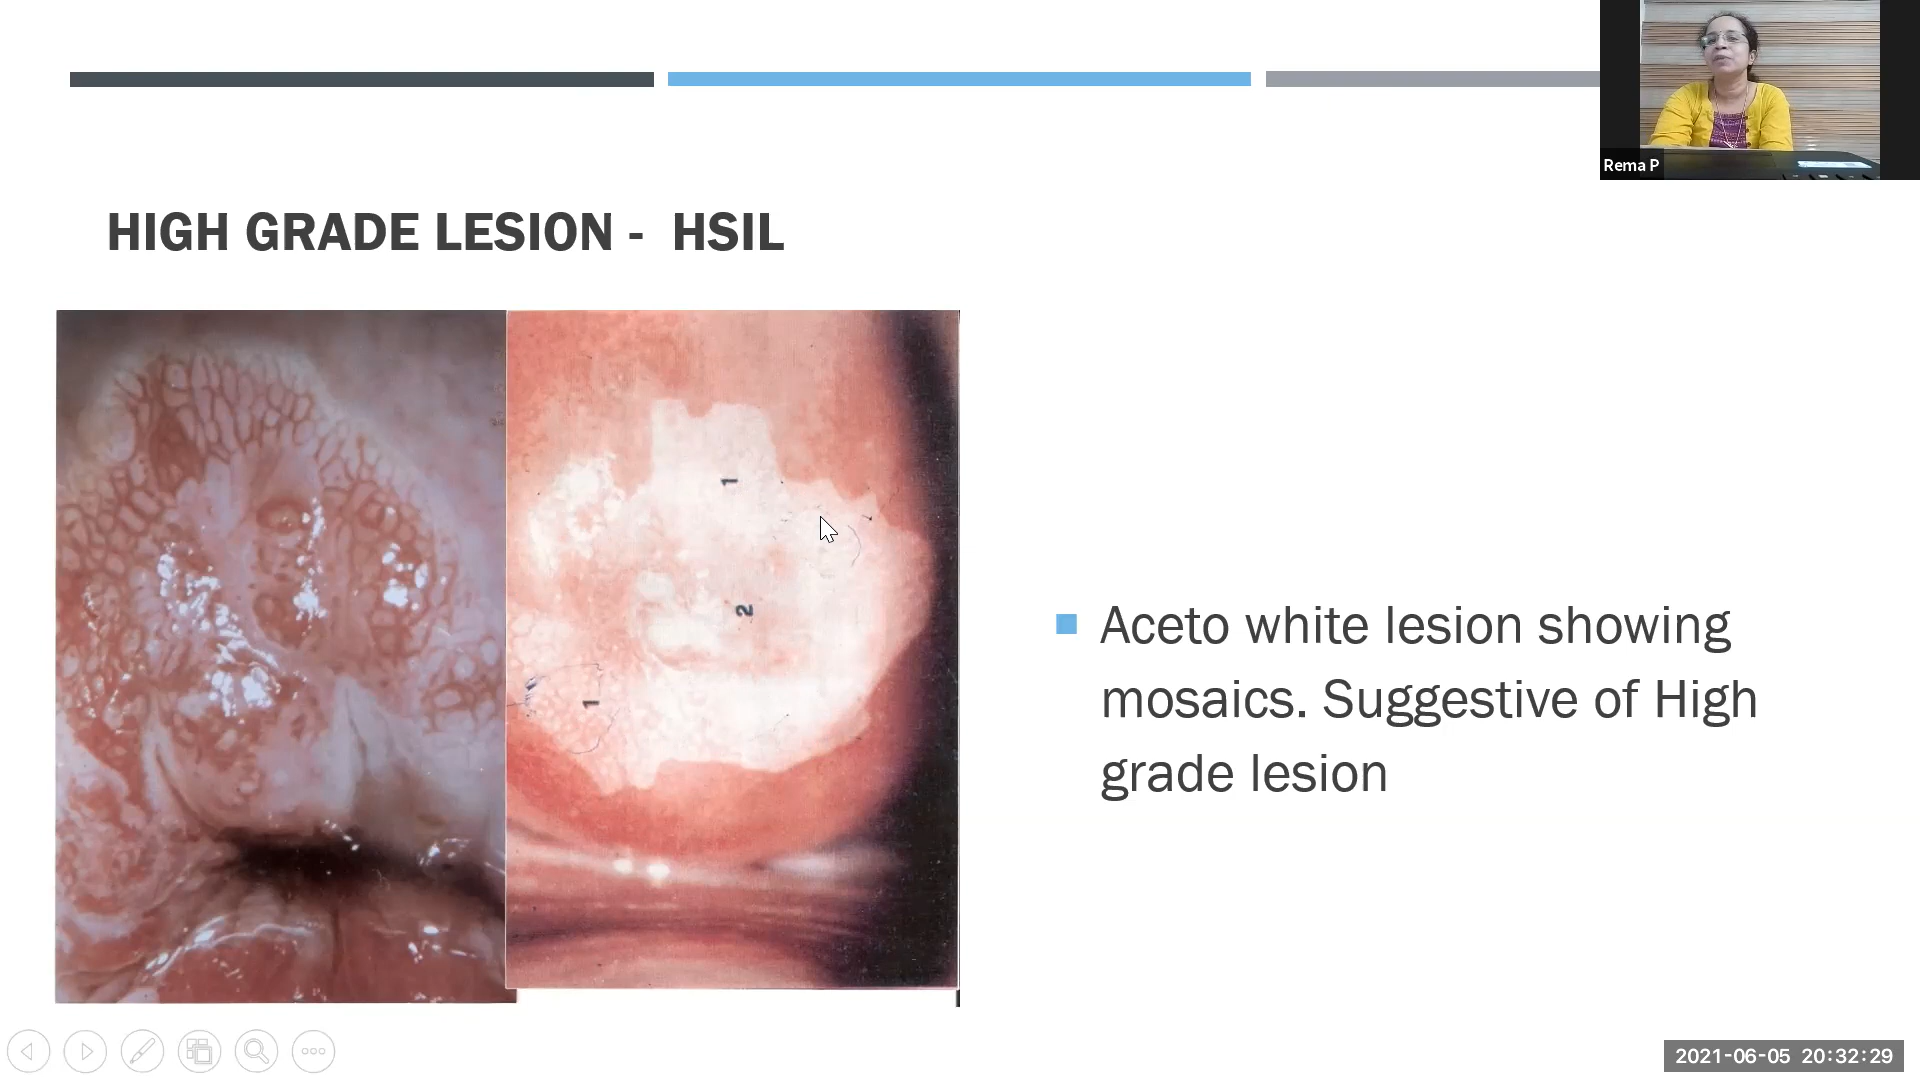 Rema P
HIGH GRADE LESION - HSIL
1
2
1
Aceto white lesion showing
mosaics. Suggestive of High
grade lesion
2021-06-05 20:32:29